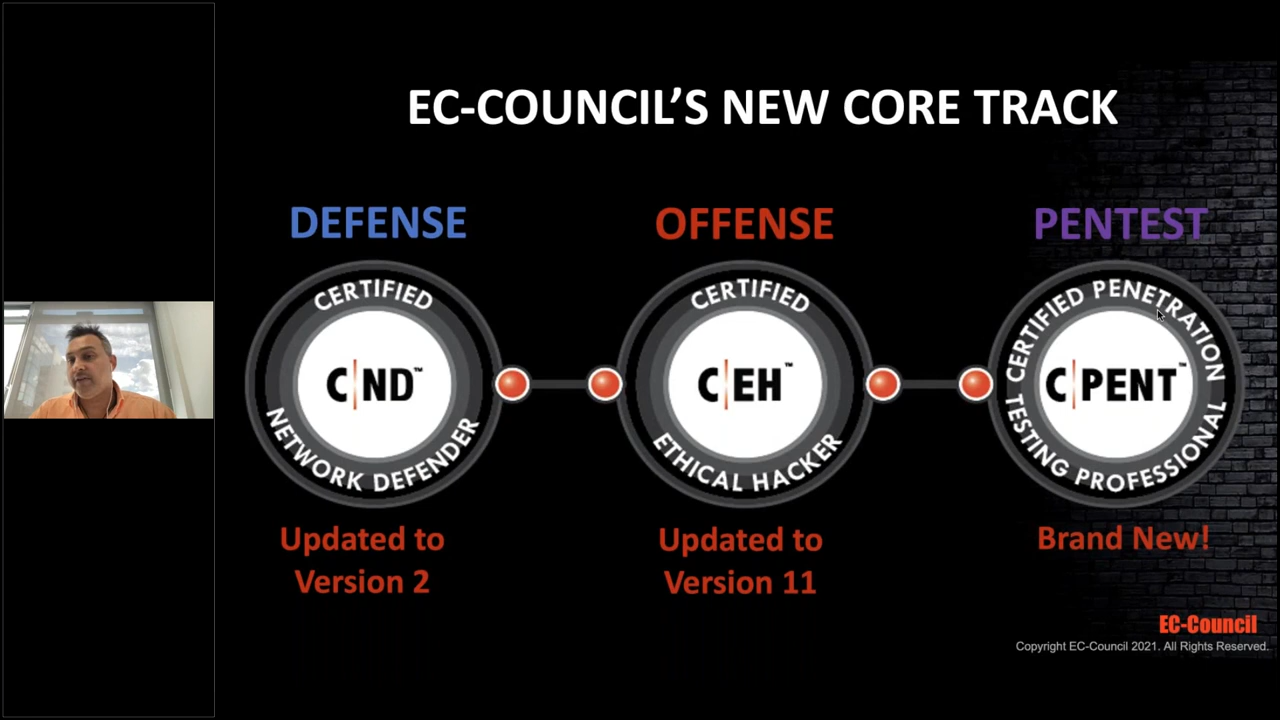 EC-COUNCIL'S NEW CORE TRACK
DEFENSE
CERTIFIED
C|ND™
NETWORK DEFENDER
Updated to
Version 2
OFFENSE
CERTIFIED
C|EH™
ETHICAL HACKER
Updated to
Version 11
PENTEST
CERTIFIED PENETRATION
C|PENT™
TESTING PROFESSIONAL
Brand New!
EC-Council
Copyright EC-Council 2021. All Rights Reserved.